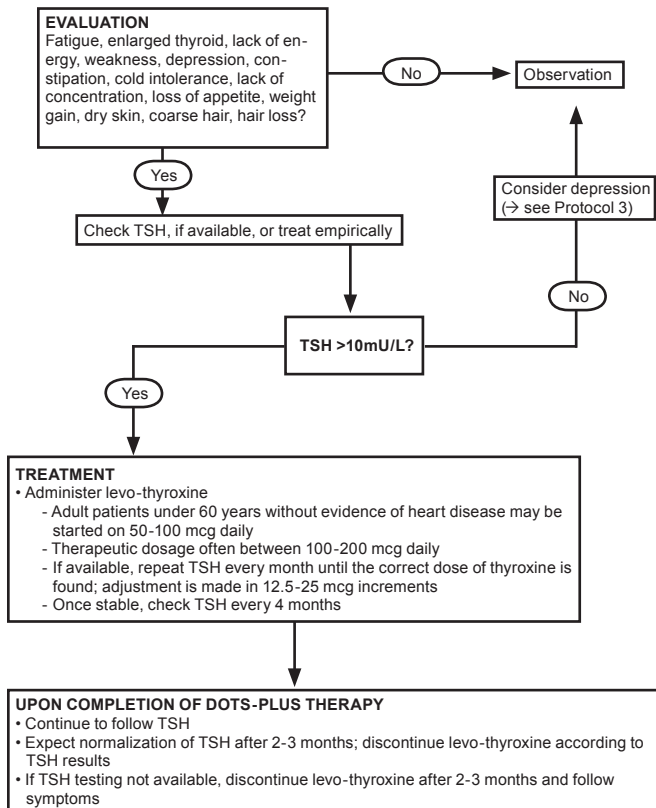 EVALUATION
Fatigue, enlarged thyroid, lack of en-
ergy, weakness, depression, con-
stipation, cold intolerance, lack of
concentration, loss of appetite, weight
gain, dry skin, coarse hair, hair loss?
No
Observation
Yes
Consider depression
(→ see Protocol 3)
Check TSH, if available, or treat empirically
No
TSH >10mU/L?
Yes
TREATMENT
• Administer levo-thyroxine
- Adult patients under 60 years without evidence of heart disease may be
started on 50-100 mcg daily
- Therapeutic dosage often between 100-200 mcg daily
- If available, repeat TSH every month until the correct dose of thyroxine is
found; adjustment is made in 12.5-25 mcg increments
- Once stable, check TSH every 4 months
UPON COMPLETION OF DOTS-PLUS THERAPY
• Continue to follow TSH
• Expect normalization of TSH after 2-3 months; discontinue levo-thyroxine according to
TSH results
• If TSH testing not available, discontinue levo-thyroxine after 2-3 months and follow
symptoms